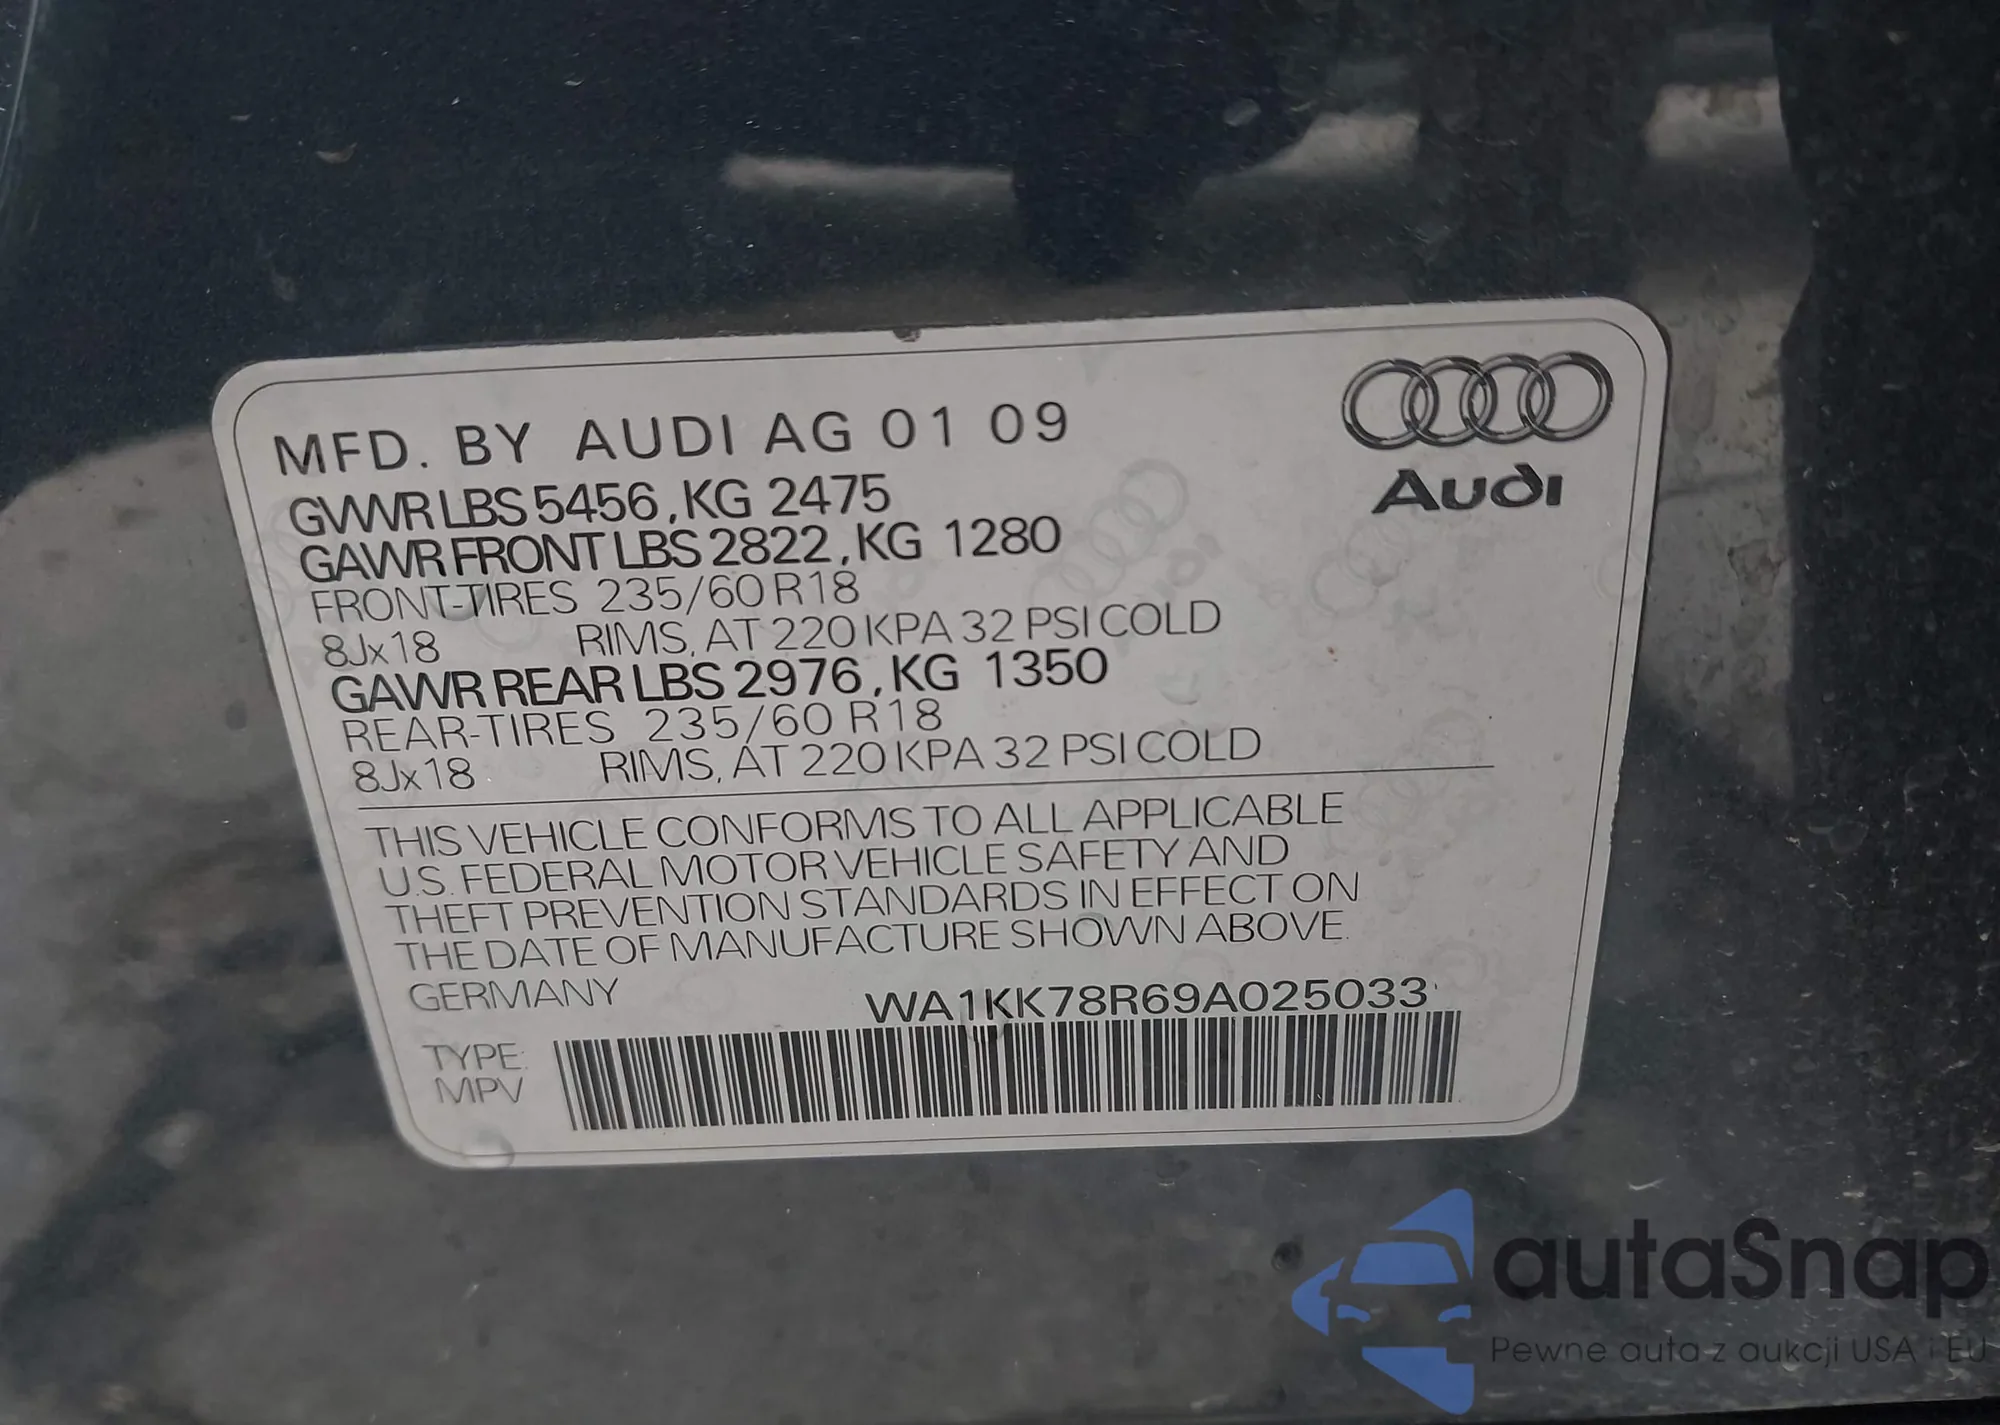 MFD. BY AUDI AG 01 09
Audi
GVWR LBS 5456, KG 2475
GAWR FRONT LBS 2822, KG 1280
FRONT-TIRES 235/60 R18
8Jx18 RIMS, AT 220 KPA 32 PSI COLD
GAWR REAR LBS 2976, KG 1350
REAR-TIRES 235/60 R18
8Jx18 RIMS, AT 220 KPA 32 PSI COLD
THIS VEHICLE CONFORMS TO ALL APPLICABLE
U.S. FEDERAL MOTOR VEHICLE SAFETY AND
THEFT PREVENTION STANDARDS IN EFFECT ON
THE DATE OF MANUFACTURE SHOWN ABOVE.
GERMANY WA1KK78R69A025033
TYPE:
MPV
autaSnap
Pewne auta z aukcji USA i EU